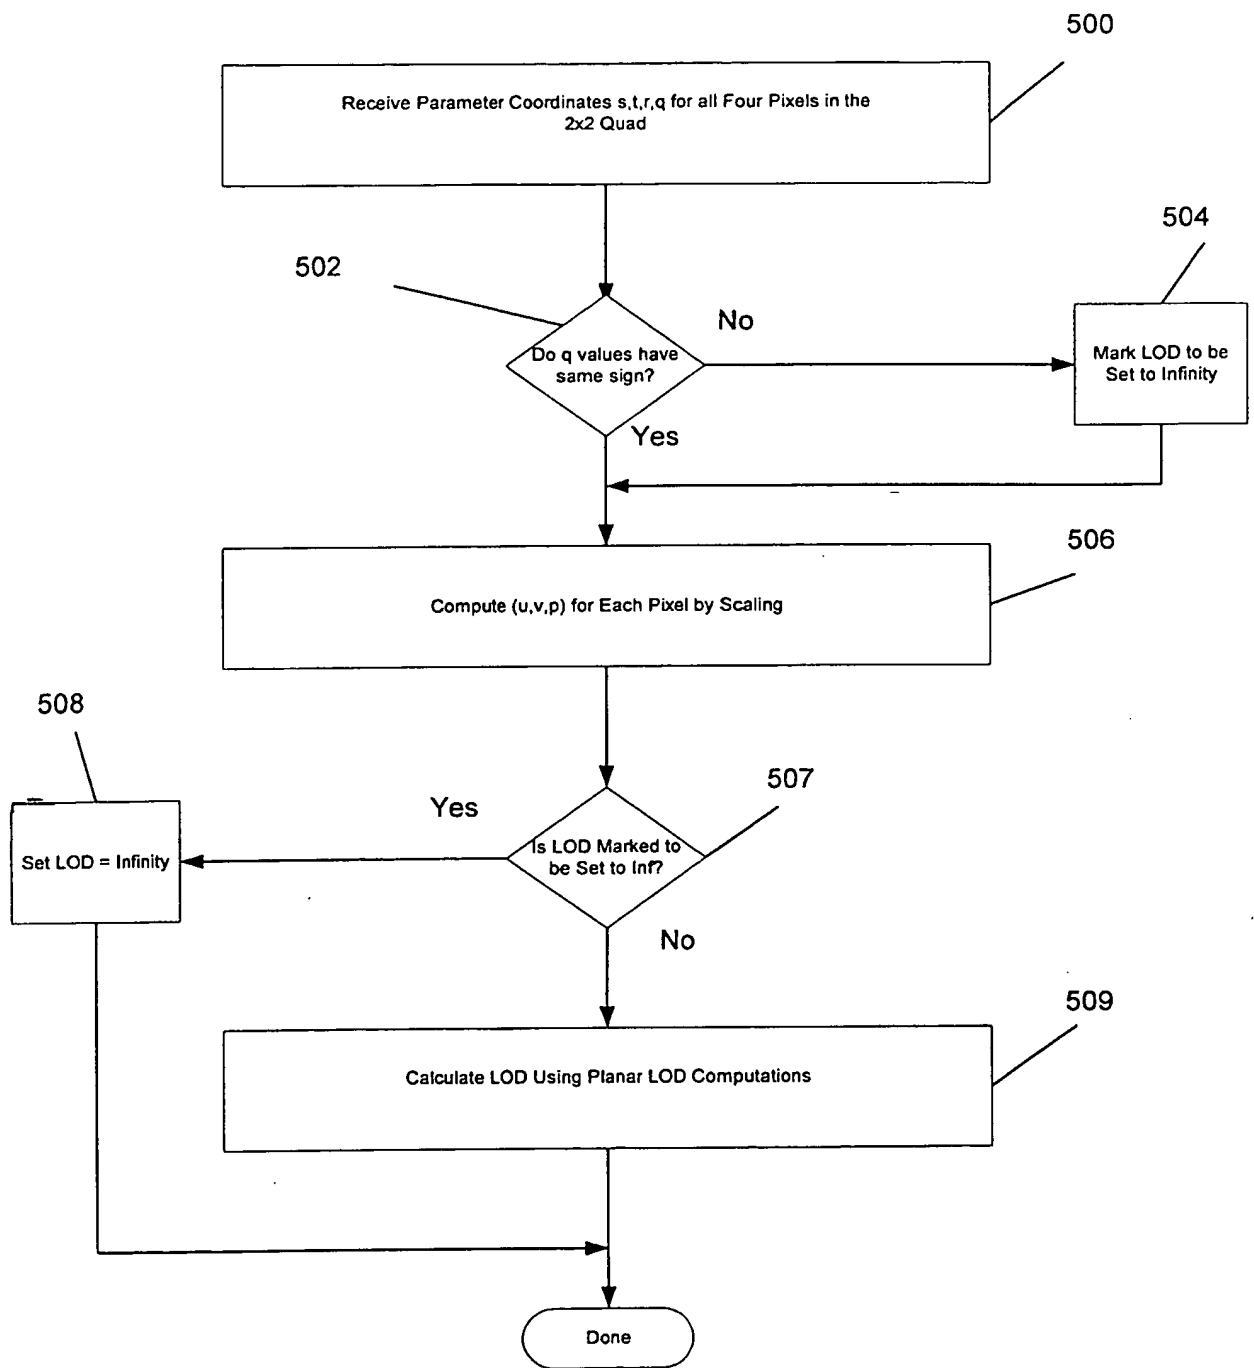 500
Receive Parameter Coordinates s,t,r,q for all Four Pixels in the
2x2 Quad
504
502
No
Do q values have
same sign?
Mark LOD to be
Set to Infinity
Yes
506
Compute (u,v,p) for Each Pixel by Scaling
508
507
Yes
Is LOD Marked to
be Set to Inf?
Set LOD = Infinity
No
509
Calculate LOD Using Planar LOD Computations
Done